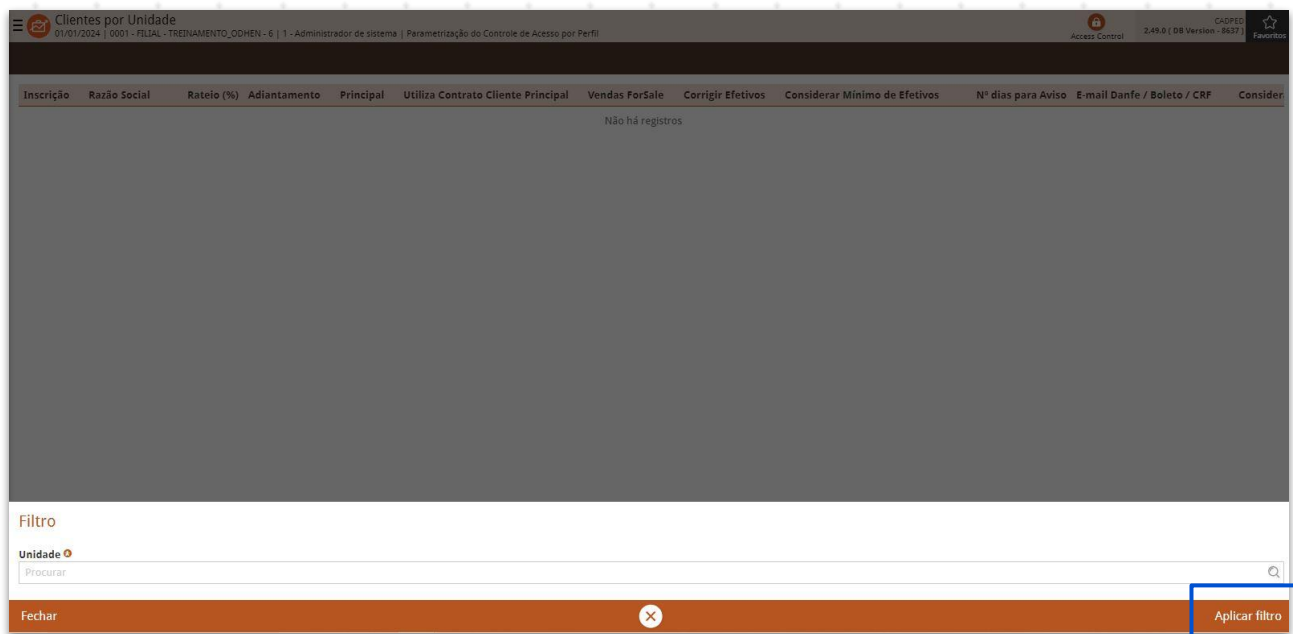 Clientes por Unidade
01/01/2024 | 0001 - FILIAL - TREINAMENTO_ODHEN - 6 | 1 - Administrador de sistema | Parametrização do Controle de Acesso por Perfil
Access Control
CADPED
2.49.0 ( DB Version - 8637 )
Favoritos
Inscrição Razão Social Rateio (%) Adiantamento Principal Utiliza Contrato Cliente Principal Vendas ForSale Corrigir Efetivos Considerar Mínimo de Efetivos Nº dias para Aviso E-mail Danfe / Boleto / CRF Consider
Não há registros
Filtro
Unidade
Procurar
Fechar Aplicar filtro